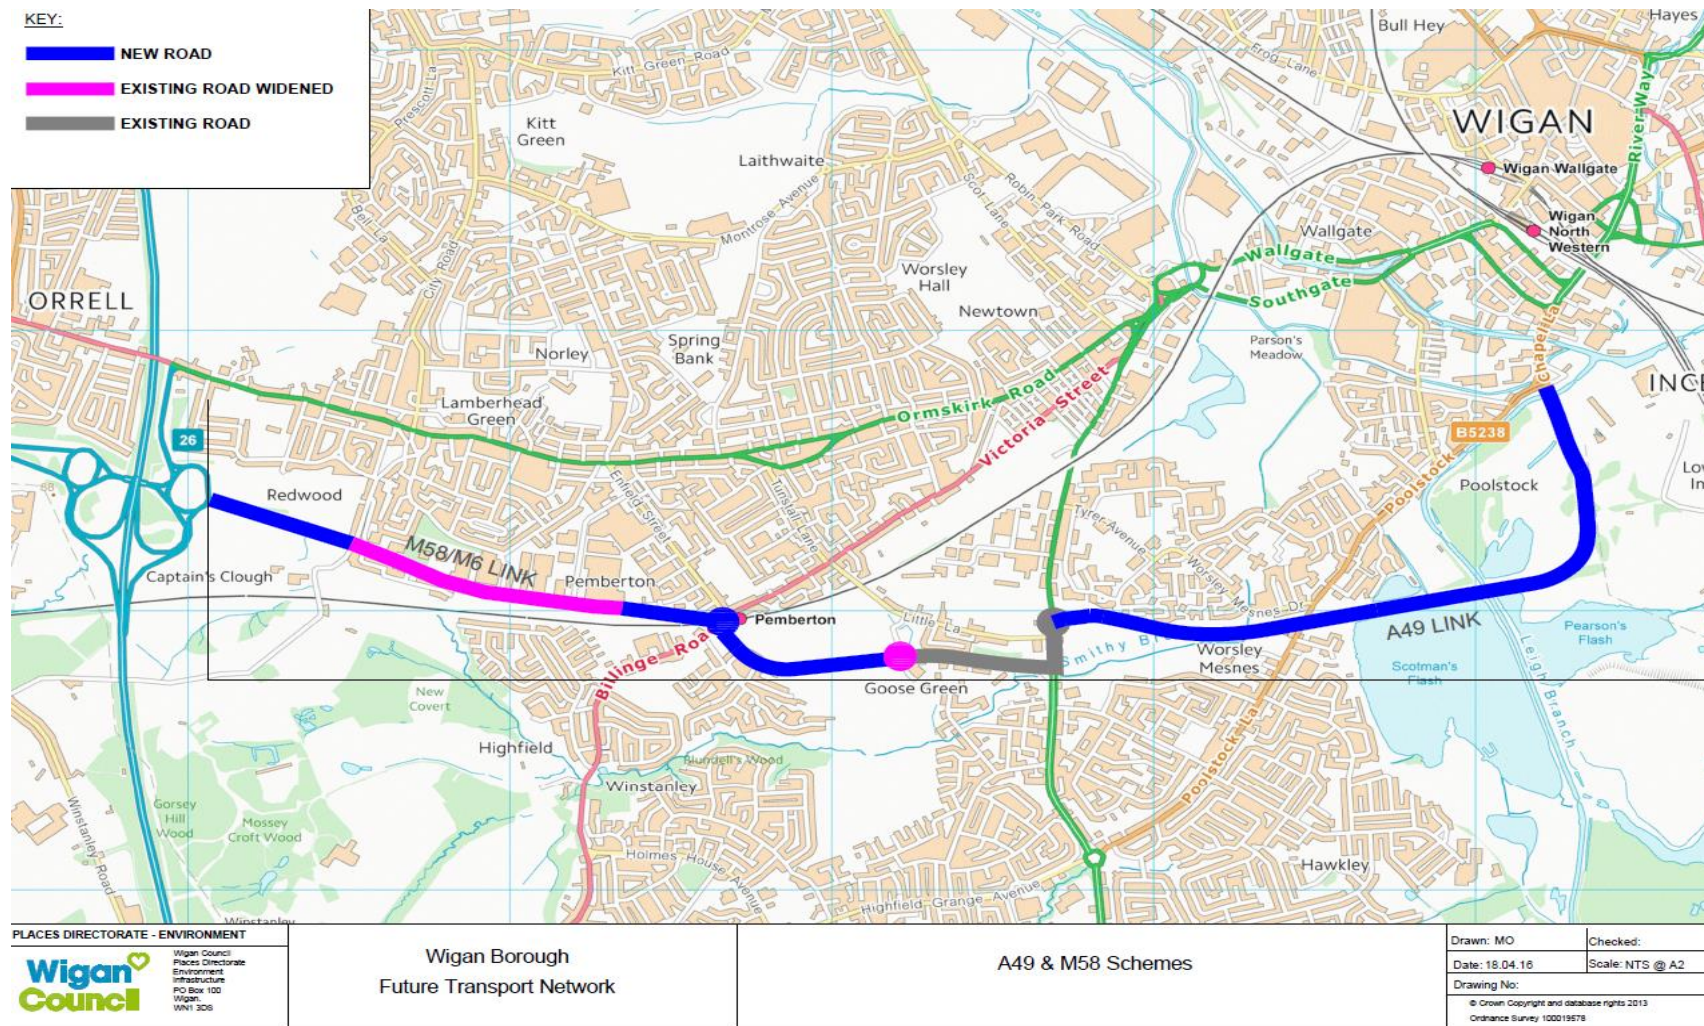 KEY:
NEW ROAD
EXISTING ROAD WIDENED
EXISTING ROAD
Bull Hey
Hayes
Frog Lane
Kitt Green Road
Prescott La
River Way
WIGAN
Kitt
Green
Laithwaite
Wigan Wallgate
Scot Lane
Robin Park Road
Bell La
Montrose Avenue
City Road
Wigan
North
Western
Wallgate
Wallgate
Worsley
Hall
Southgate
ORRELL
Newtown
Chapel La
Spring
Bank
Norley
Parson's
Meadow
INCE
Lamberhead
Green
Ormskirk Road
Victoria Street
26
B5238
Poolstock
Poolstock
Redwood
Enfield Street
Tunstall Lane
Tyrer Avenue
M58/M6 LINK
Captain's Clough
Pemberton
Worsley Mesnes Dr
Pemberton
Little La
A49 LINK
Pearson's
Flash
Smithy Br
Worsley
Mesnes
Billinge Roa
Scotman's
Flash
Leigh Branch
Goose Green
New
Covert
Highfield
Blundell's Wood
Winstanley
Poolstock La
Gorsey
Hill
Wood
Mossey
Croft Wood
Winstanley Road
Holmes House Avenue
Hawkley
Highfield Grange Avenue
Winstanley
PLACES DIRECTORATE - ENVIRONMENT
Wigan
Council
Wigan Council
Places Directorate
Environment
Infrastructure
PO Box 100
Wigan.
WN1 3DS
Wigan Borough
Future Transport Network
A49 & M58 Schemes
Drawn: MO
Checked:
Date: 18.04.16
Scale: NTS @ A2
Drawing No:
© Crown Copyright and database rights 2013
Ordnance Survey 100019578